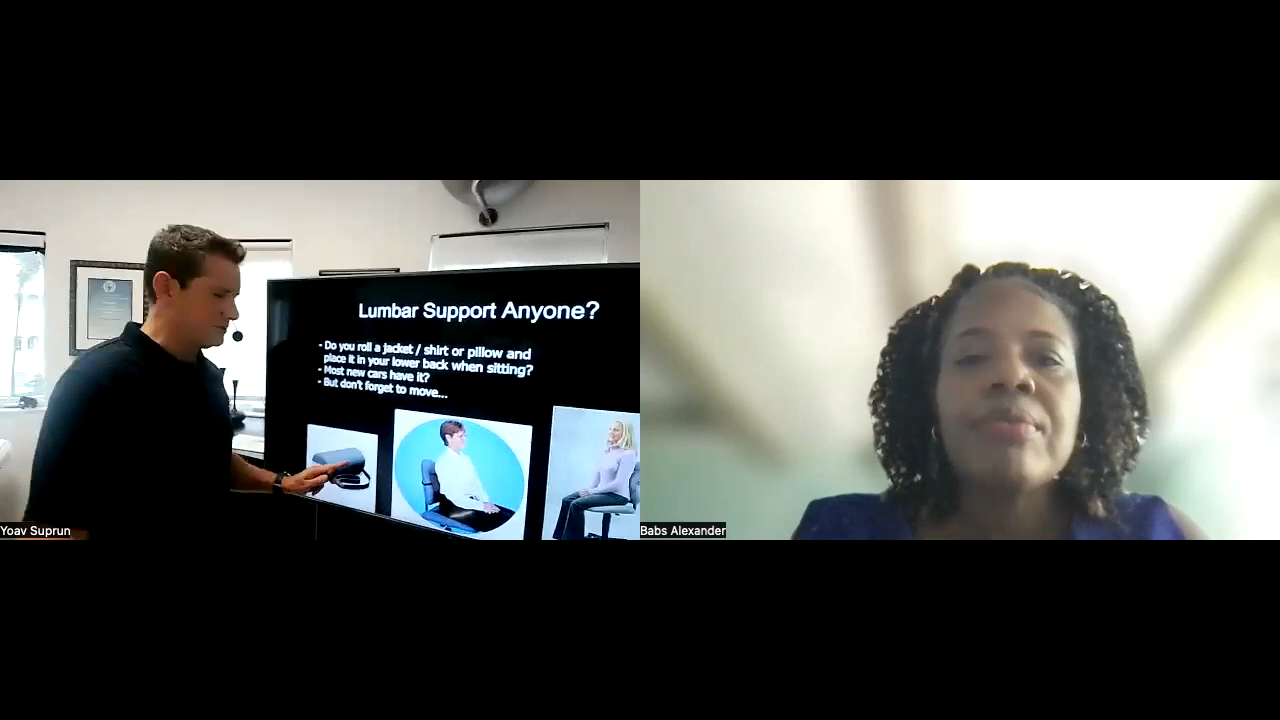 Lumbar Support Anyone?
- Do you roll a jacket / shirt or pillow and
place it in your lower back when sitting?
- Most new cars have it?
- But don't forget to move...
Yoav Suprun
Babs Alexander